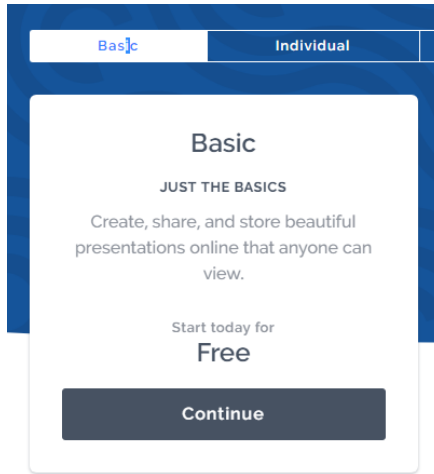 Basic
Individual
Basic
JUST THE BASICS
Create, share, and store beautiful
presentations online that anyone can
view.
Start today for
Free
Continue